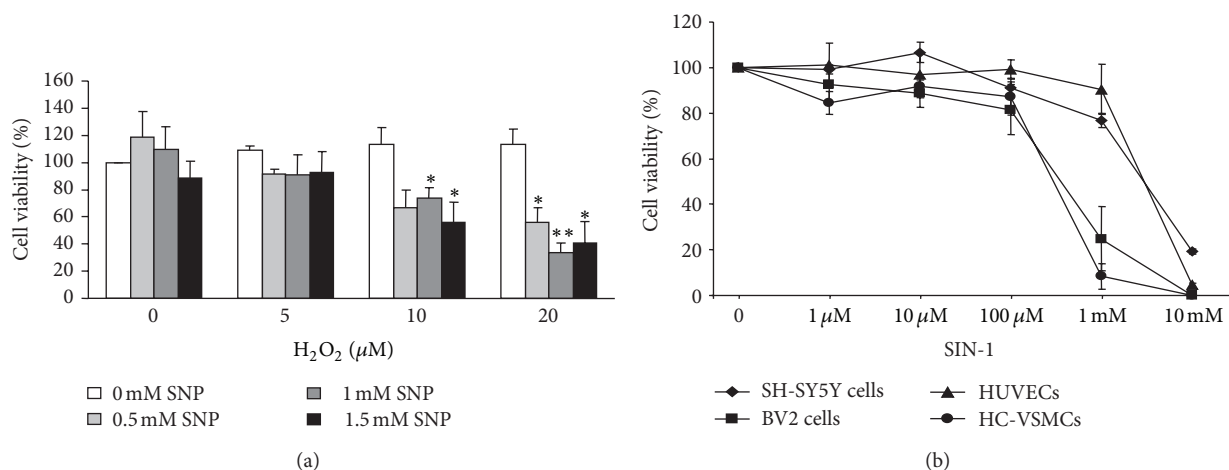 160
140
120
100
80
60
40
20
0
Cell viability (%)
* *
* ** *
0 5 10 20
H₂O₂ (μM)
0 mM SNP 1 mM SNP
0.5 mM SNP 1.5 mM SNP
(a)
120
100
80
60
40
20
0
Cell viability (%)
0 1 μM 10 μM 100 μM 1 mM 10 mM
SIN-1
SH-SY5Y cells HUVECs
BV2 cells HC-VSMCs
(b)